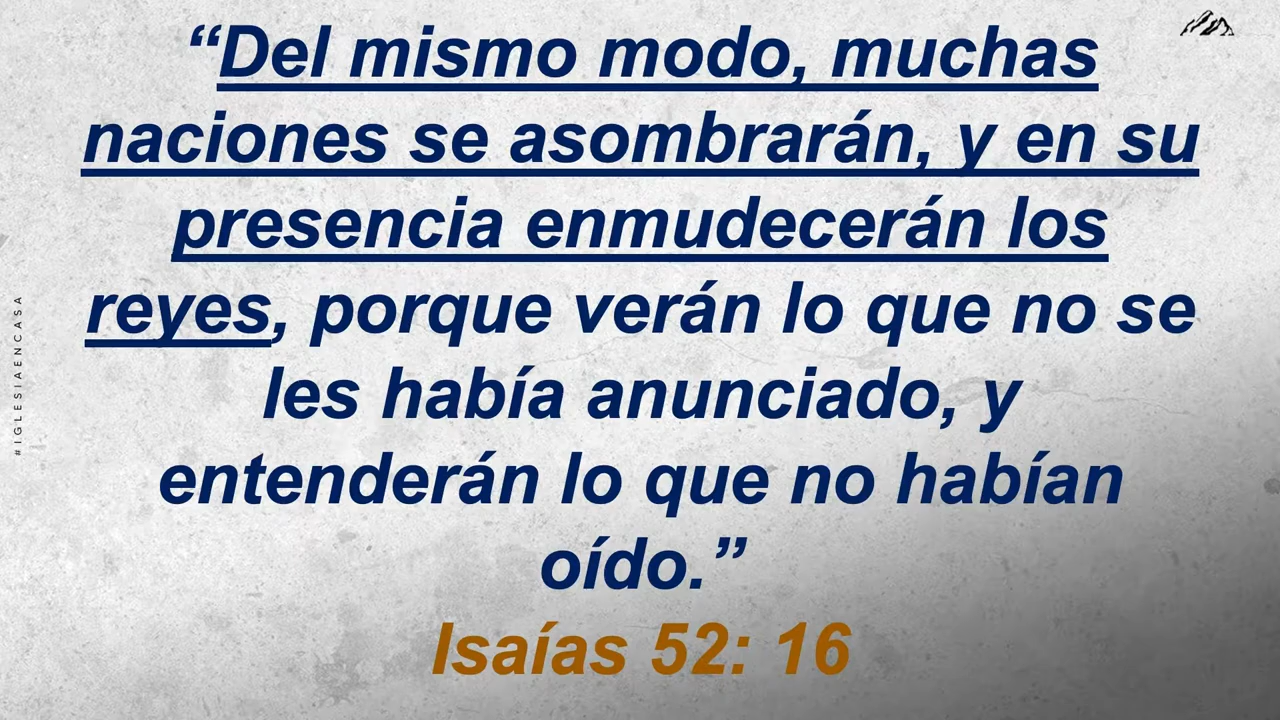 “Del mismo modo, muchas
naciones se asombrarán, y en su
presencia enmudecerán los
reyes, porque verán lo que no se
les había anunciado, y
entenderán lo que no habían
oído.”
Isaías 52: 16
#IGLESIAENCASA